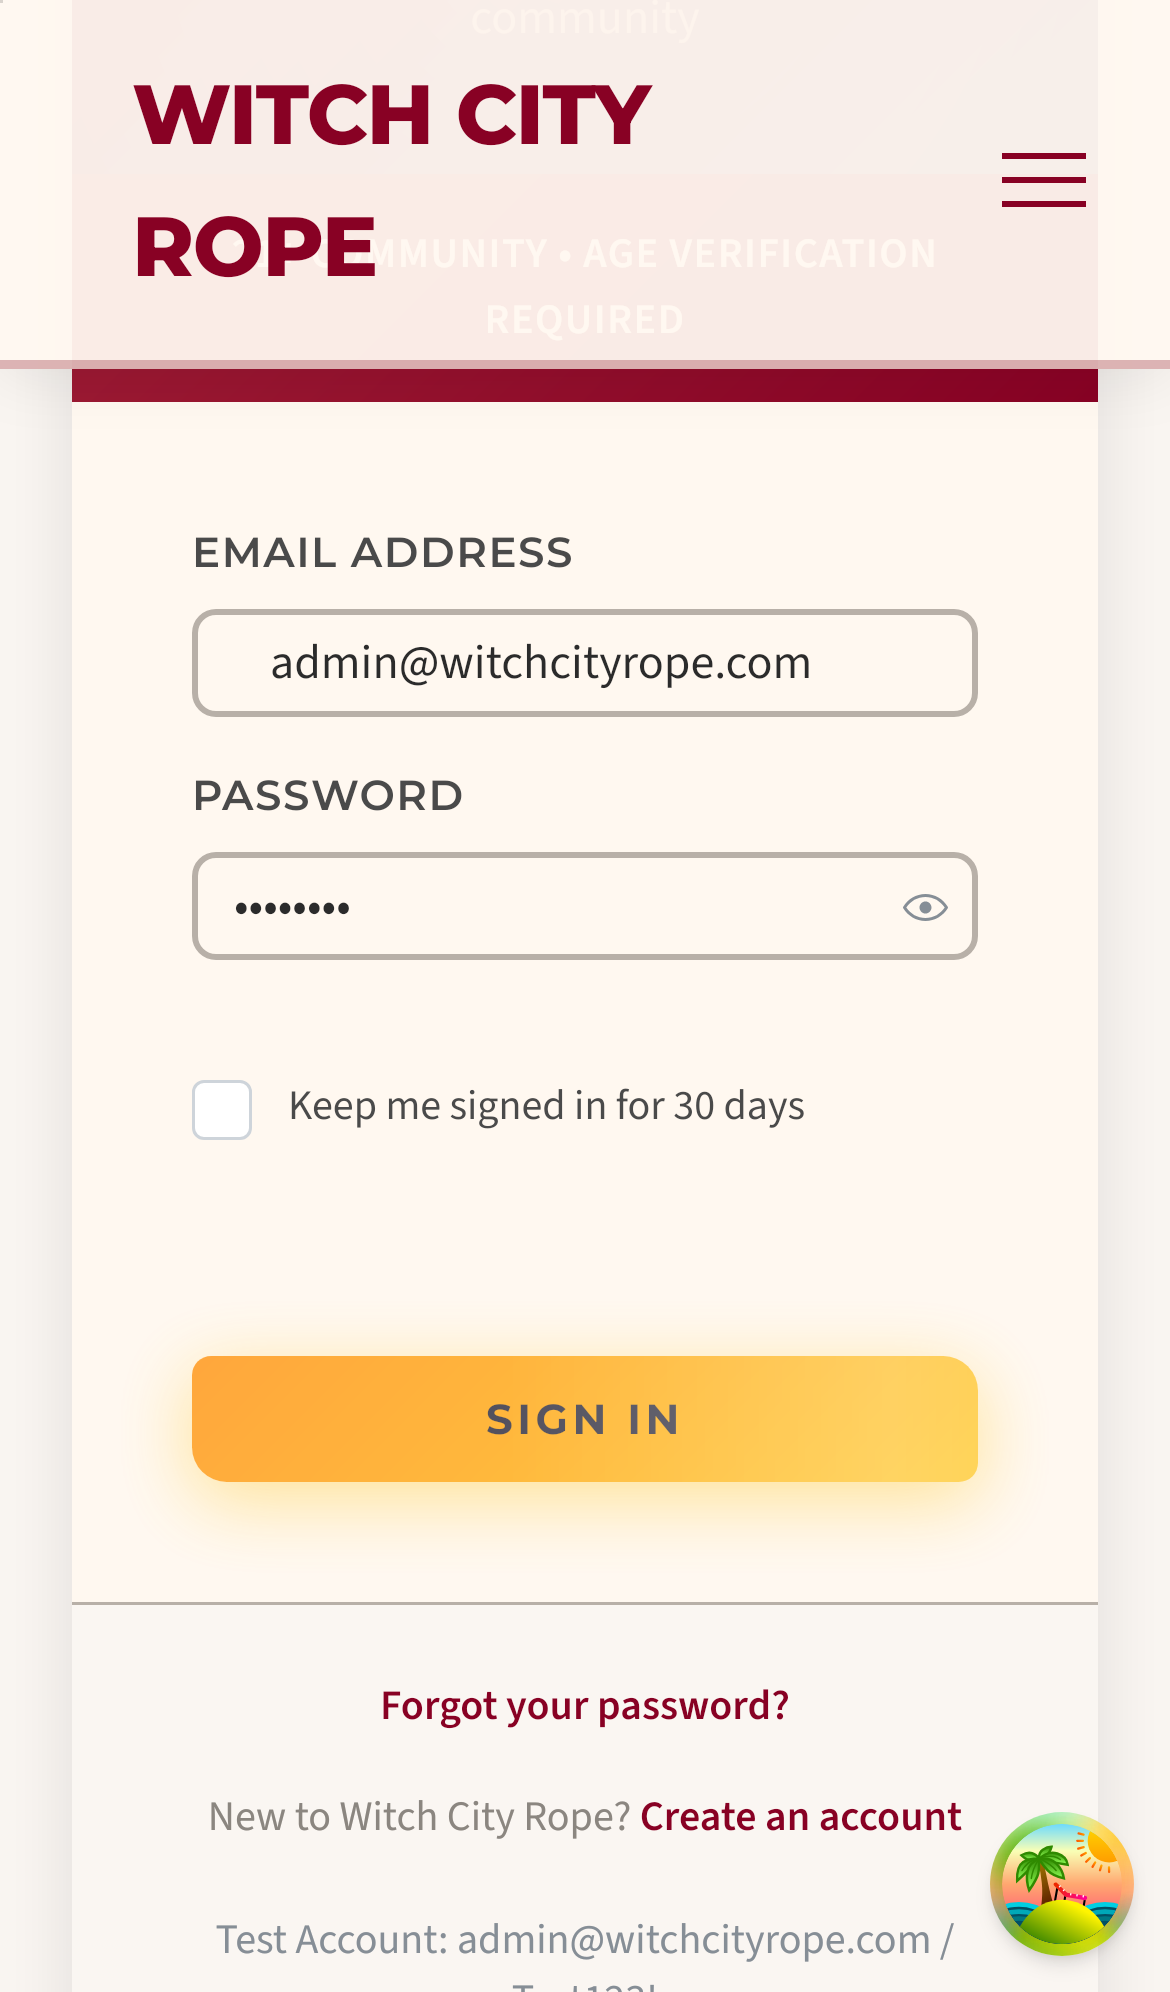 community
WITCH CITY
ROPE
COMMUNITY • AGE VERIFICATION
REQUIRED
EMAIL ADDRESS
admin@witchcityrope.com
PASSWORD
••••••••
Keep me signed in for 30 days
SIGN IN
Forgot your password?
New to Witch City Rope? Create an account
Test Account: admin@witchcityrope.com /